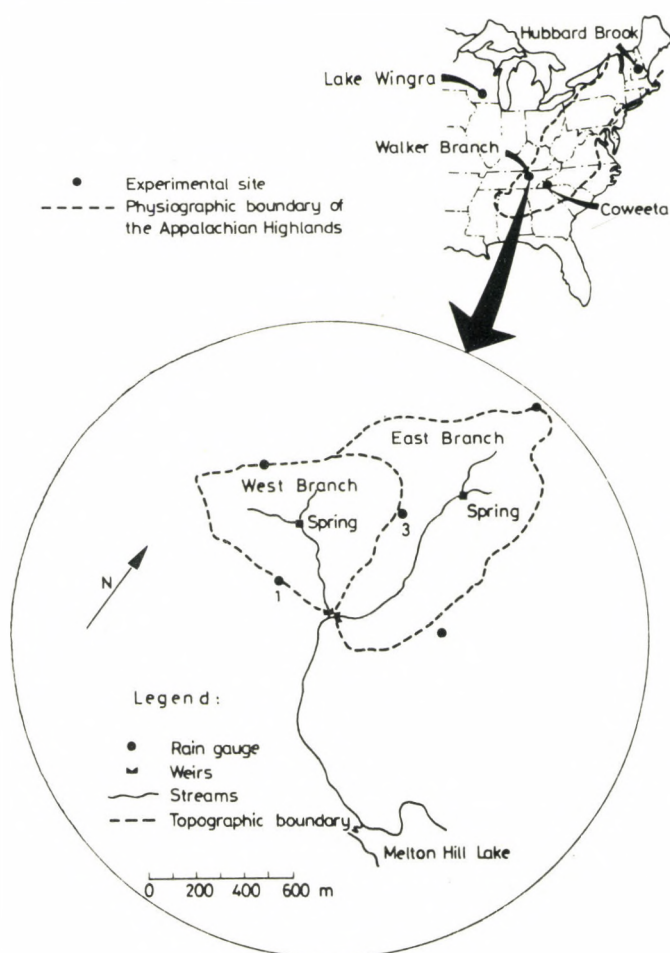 Hubbard Brook
Lake Wingra
Walker Branch
Coweeta
Experimental site
Physiographic boundary of
the Appalachian Highlands
East Branch
West Branch
Spring
Spring
3
1
N
Legend:
Rain gauge
Weirs
Streams
Topographic boundary
Melton Hill Lake
0 200 400 600 m